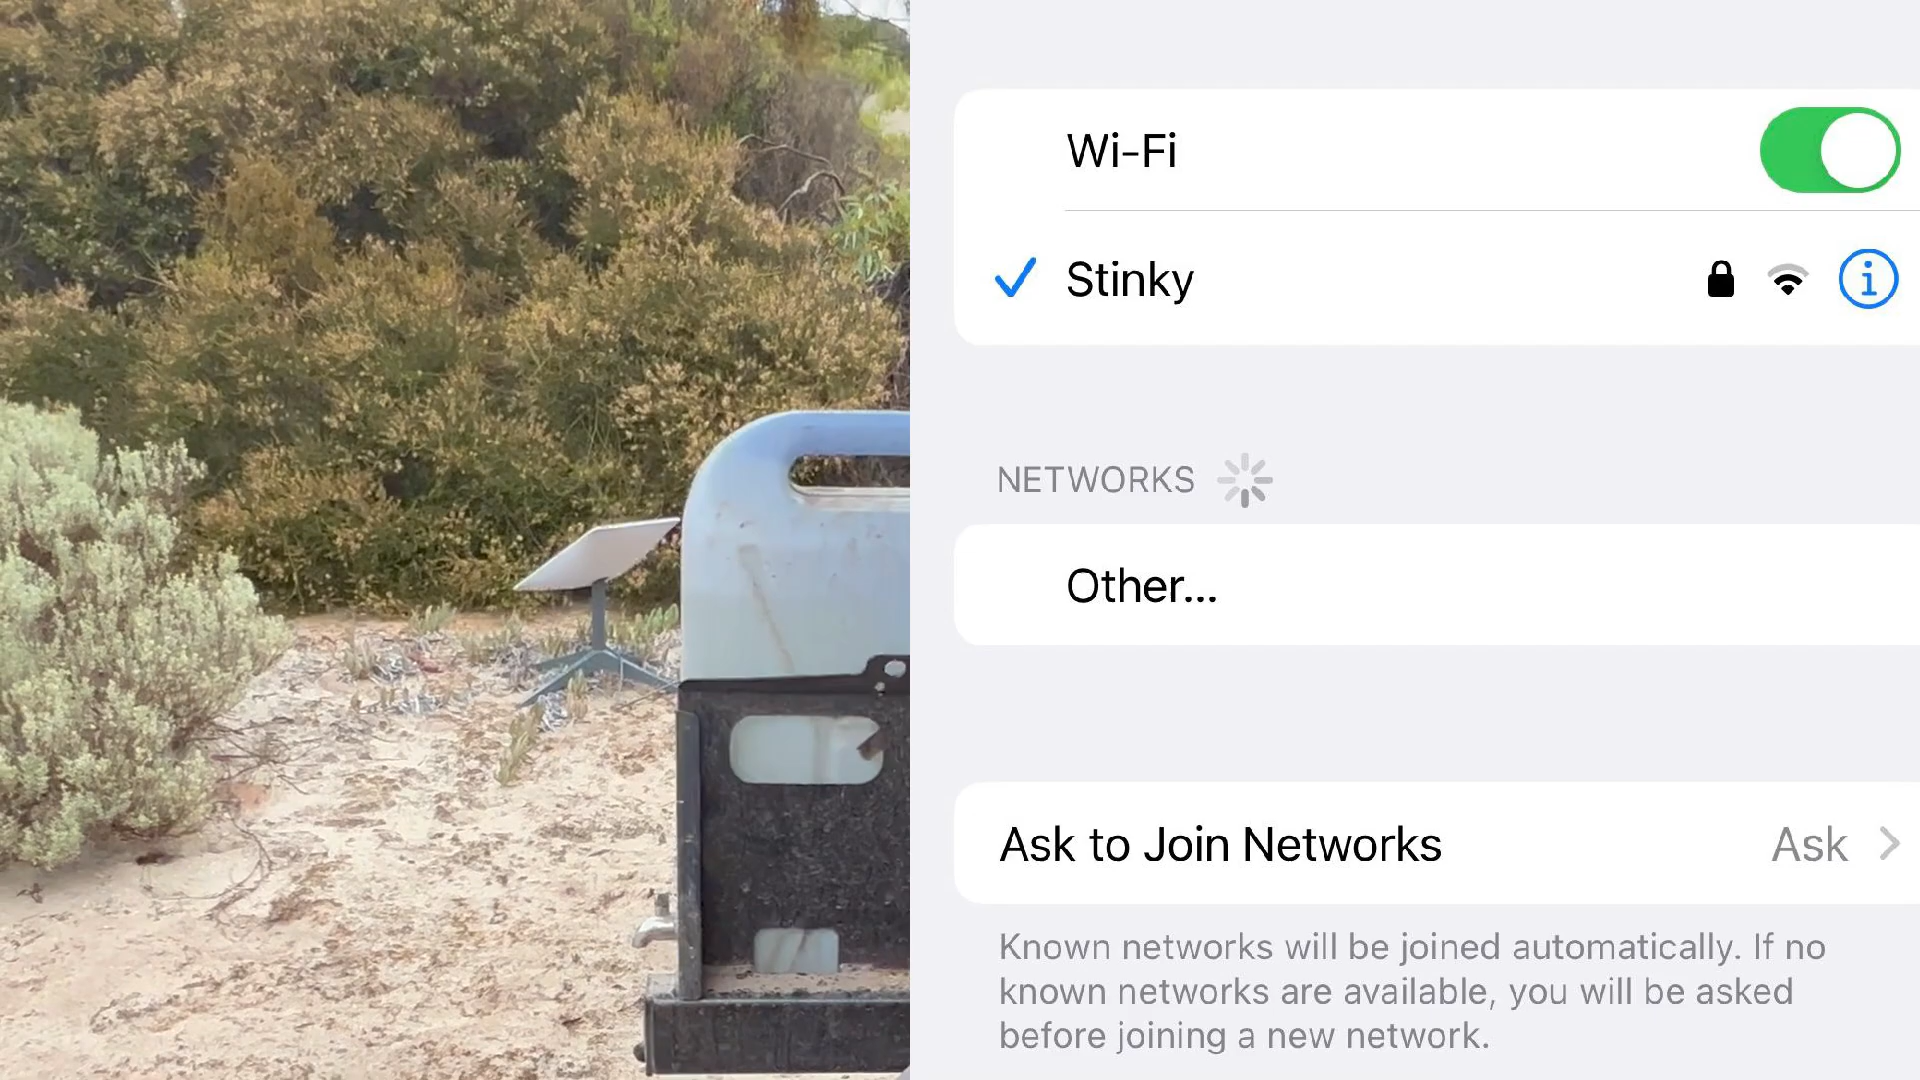 Wi-Fi
Stinky
NETWORKS
Other...
Ask to Join Networks
Ask
Known networks will be joined automatically. If no
known networks are available, you will be asked
before joining a new network.